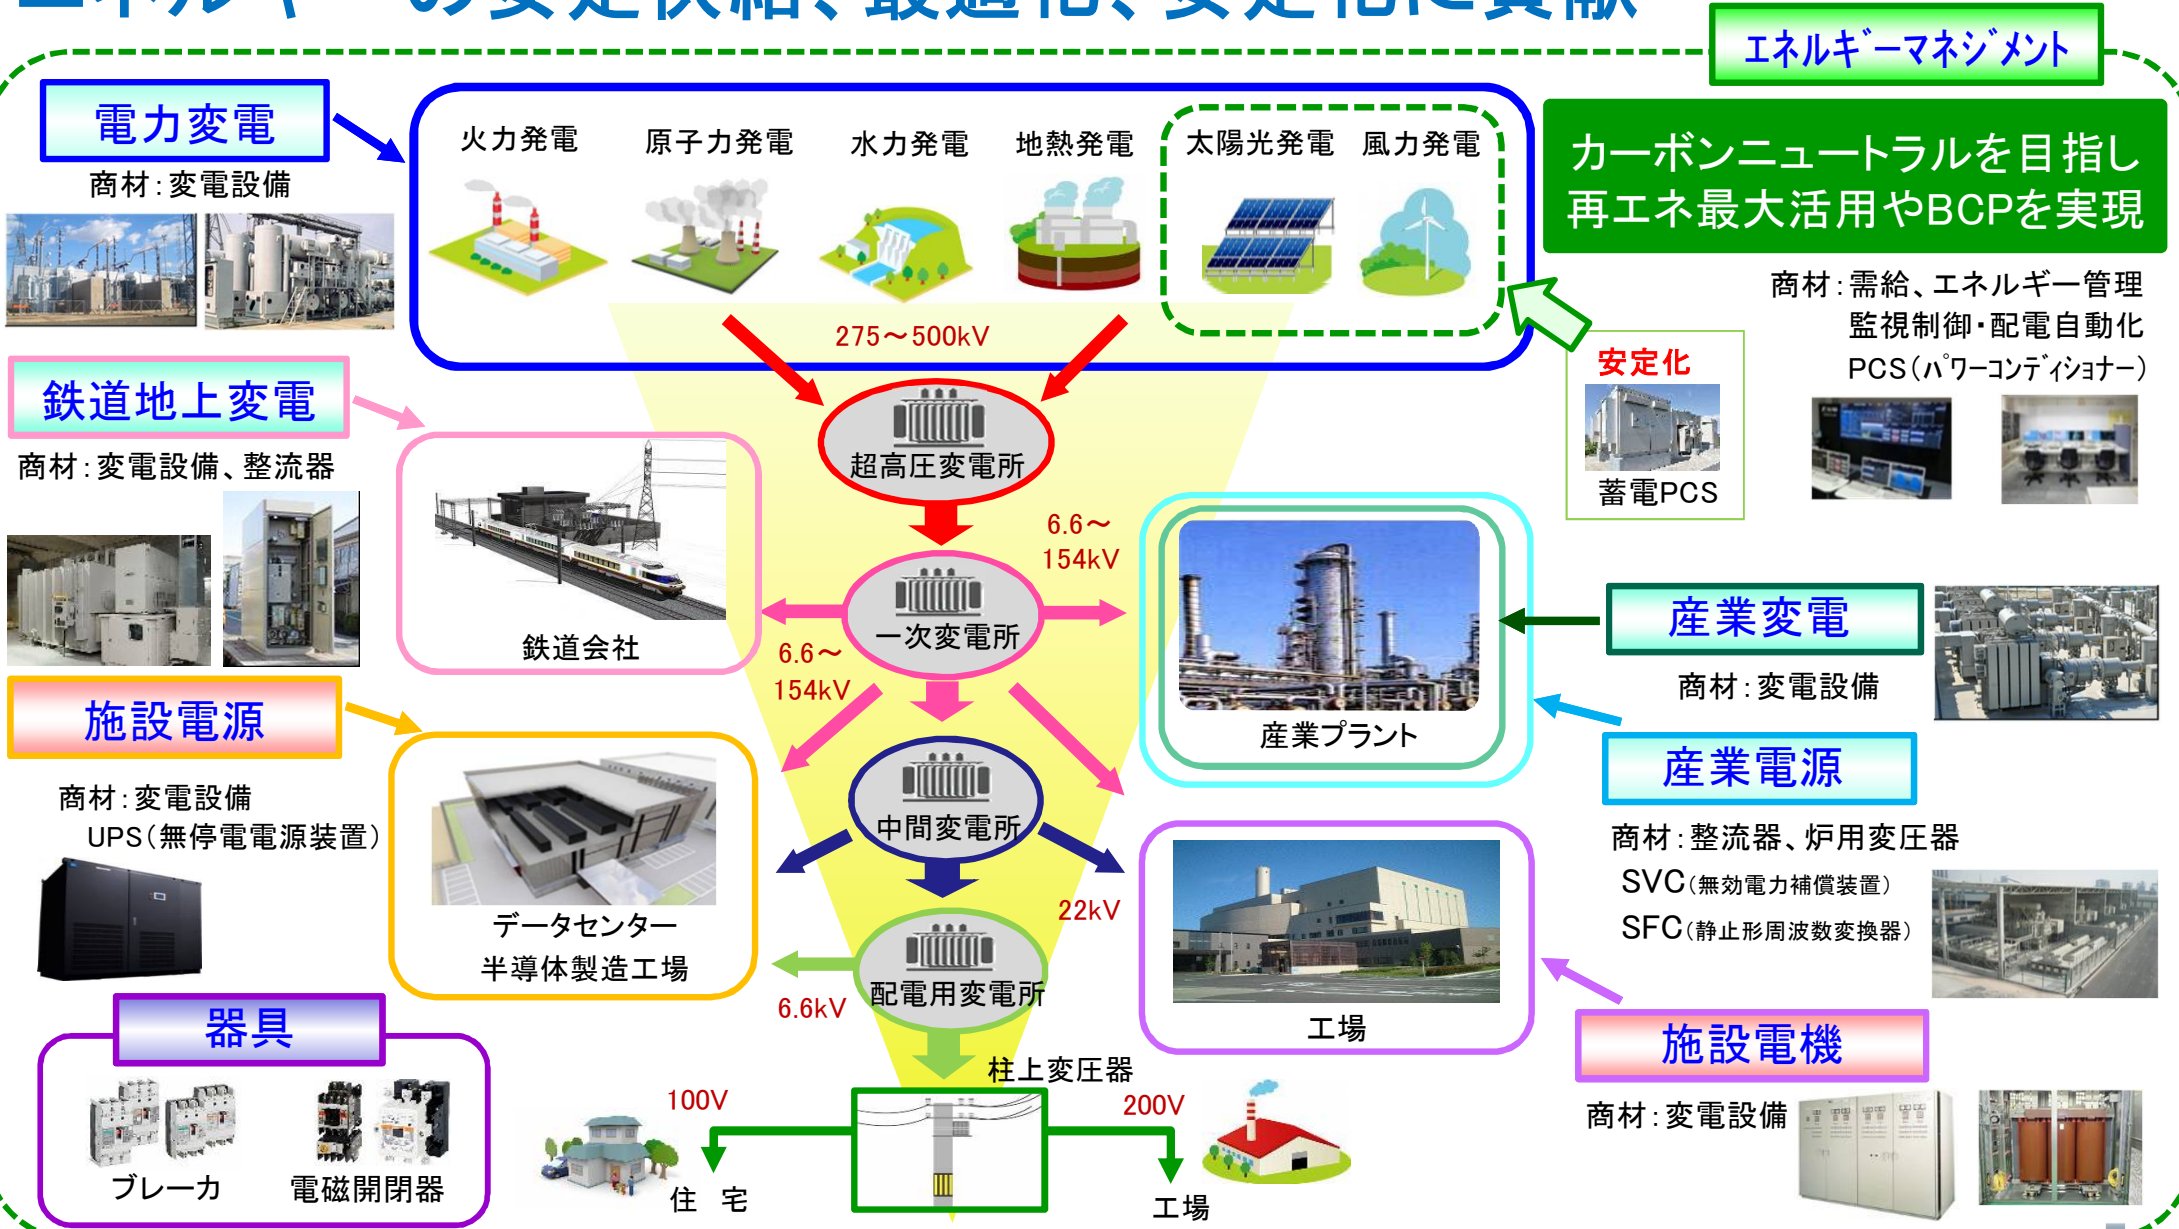 エネルギーの安定供給、最適化、安定化に貢献
エネルギーマネジメント
電力変電
商材：変電設備
火力発電
原子力発電
水力発電
地熱発電
太陽光発電
風力発電
カーボンニュートラルを目指し
再エネ最大活用やBCPを実現
商材：需給、エネルギー管理
監視制御・配電自動化
PCS（パワーコンディショナー）
275～500kV
安定化
蓄電PCS
鉄道地上変電
商材：変電設備、整流器
鉄道会社
超高圧変電所
6.6～
154kV
一次変電所
6.6～
154kV
産業プラント
産業変電
商材：変電設備
施設電源
商材：変電設備
UPS（無停電電源装置）
データセンター
半導体製造工場
中間変電所
22kV
産業電源
商材：整流器、炉用変圧器
SVC（無効電力補償装置）
SFC（静止形周波数変換器）
配電用変電所
6.6kV
工場
施設電機
商材：変電設備
器具
ブレーカ
電磁開閉器
柱上変圧器
100V
200V
住　宅
工場